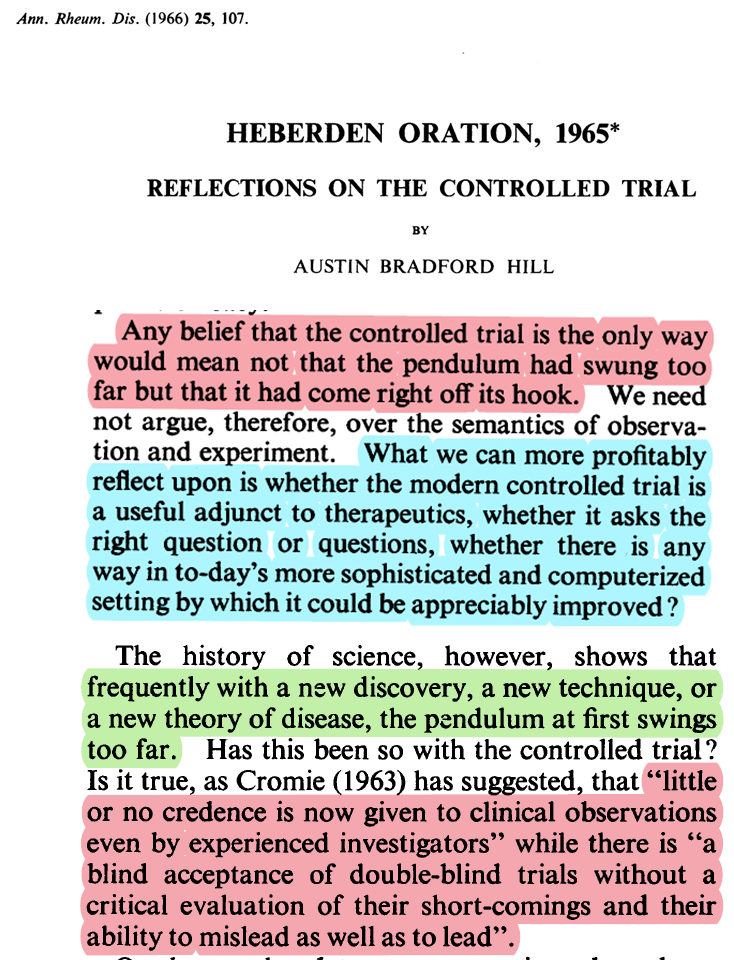 Ann. Rheum. Dis. (1966) 25, 107.
HEBERDEN ORATION, 1965*
REFLECTIONS ON THE CONTROLLED TRIAL
BY
AUSTIN BRADFORD HILL
Any belief that the controlled trial is the only way
would mean not that the pendulum had swung too
far but that it had come right off its hook. We need
not argue, therefore, over the semantics of observa-
tion and experiment. What we can more profitably
reflect upon is whether the modern controlled trial is
a useful adjunct to therapeutics, whether it asks the
right question or questions, whether there is any
way in to-day's more sophisticated and computerized
setting by which it could be appreciably improved?
The history of science, however, shows that
frequently with a new discovery, a new technique, or
a new theory of disease, the pendulum at first swings
too far. Has this been so with the controlled trial?
Is it true, as Cromie (1963) has suggested, that “little
or no credence is now given to clinical observations
even by experienced investigators” while there is “a
blind acceptance of double-blind trials without a
critical evaluation of their short-comings and their
ability to mislead as well as to lead”.